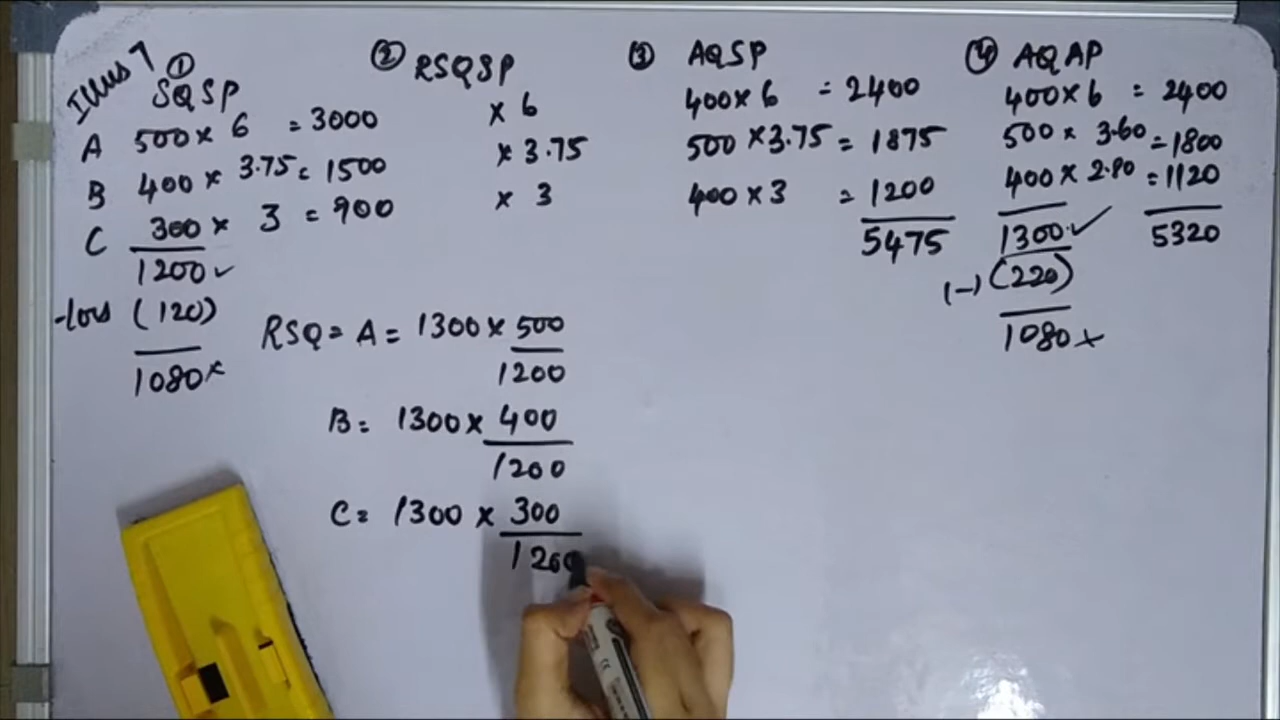 Illus 7
① SQSP
A 500 × 6 = 3000
B 400 × 3.75 = 1500
C 300 × 3 = 900
1200 ✓
-loss (120)
1080 ×
② RSQSP
× 6
× 3.75
× 3
③ AQSP
400 × 6 = 2400
500 × 3.75 = 1875
400 × 3 = 1200
5475
④ AQAP
400 × 6 = 2400
500 × 3.60 = 1800
400 × 2.80 = 1120
1300 ✓ 5320
(-) (220)
1080 ×
RSQ = A = 1300 × 500
1200
B = 1300 × 400
1200
C = 1300 × 300
1200